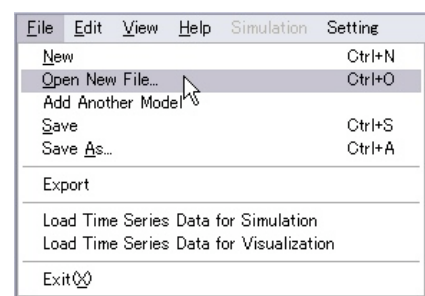 File Edit View Help Simulation Setting
New Ctrl+N
Open New File... Ctrl+O
Add Another Model
Save Ctrl+S
Save As... Ctrl+A
Export
Load Time Series Data for Simulation
Load Time Series Data for Visualization
Exit(X)